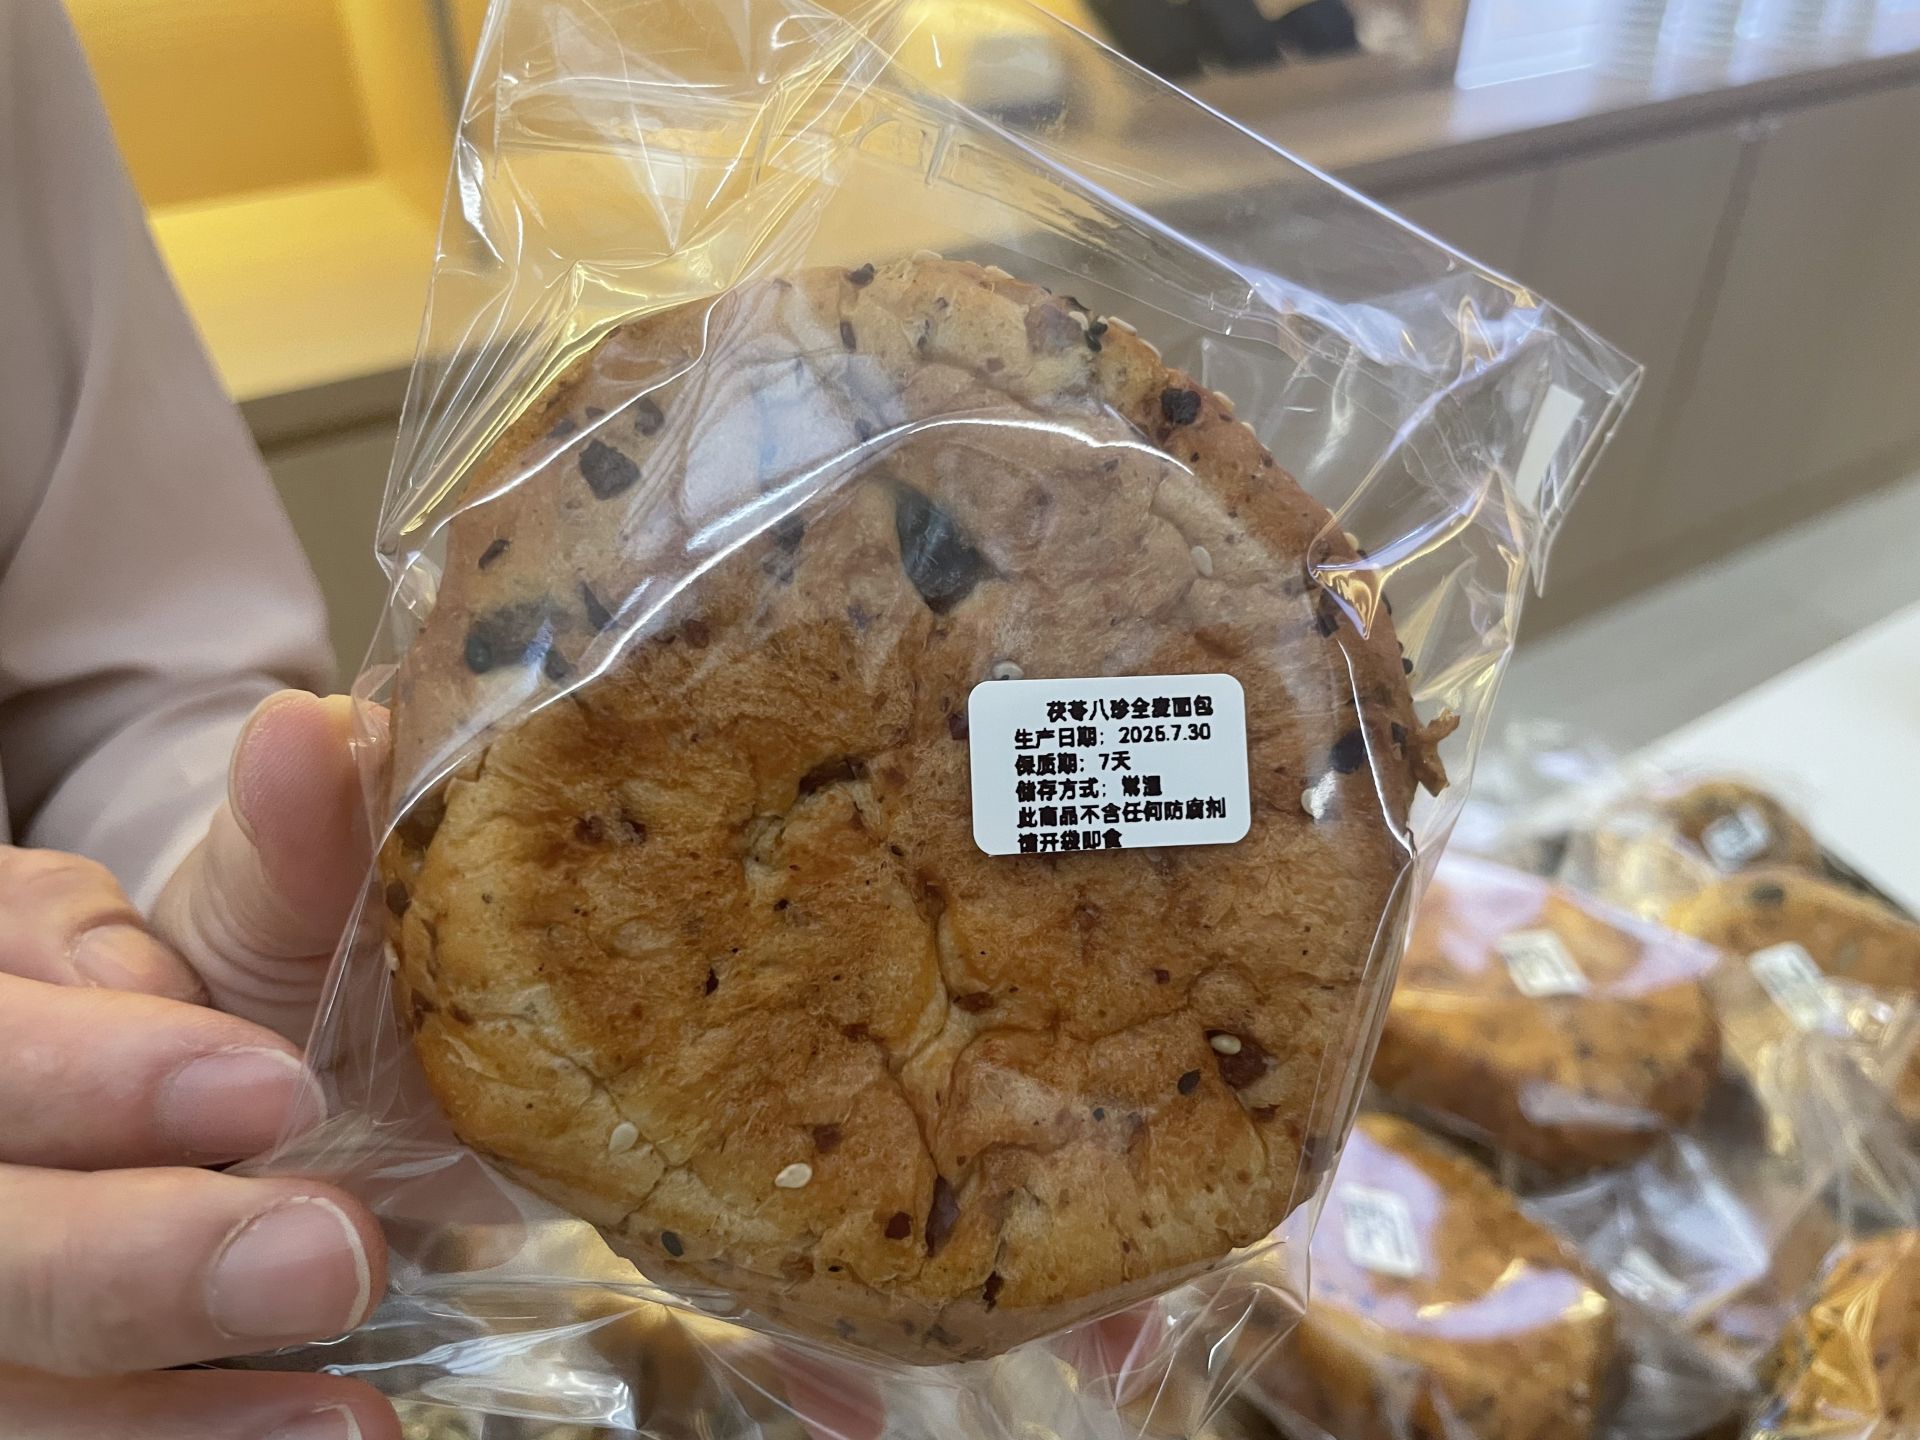 茯苓八珍全麦面包
生产日期：2025.7.30
保质期：7天
储存方式：常温
此商品不含任何防腐剂
请开袋即食